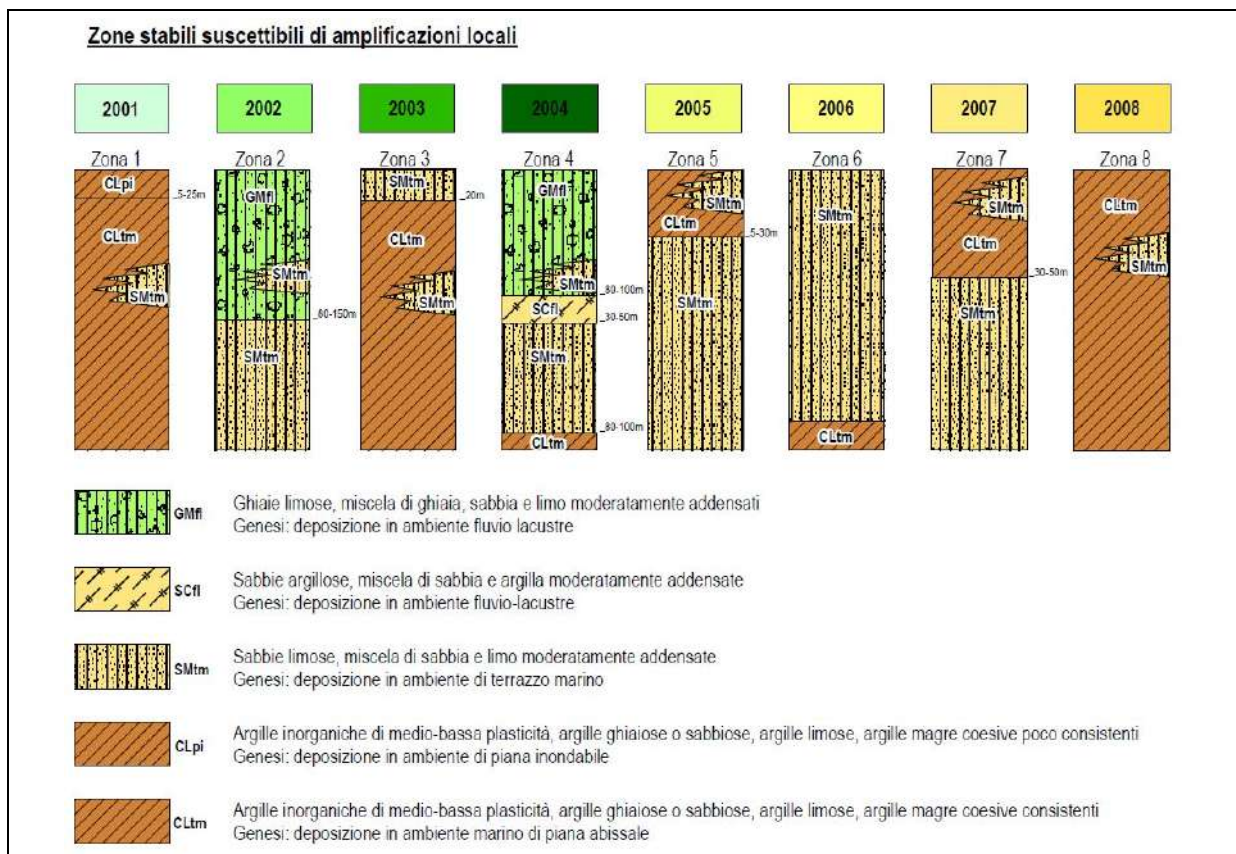 Zone stabili suscettibili di amplificazioni locali
2001 2002 2003 2004 2005 2006 2007 2008
Zona 1 Zona 2 Zona 3 Zona 4 Zona 5 Zona 6 Zona 7 Zona 8
CLpi
_5-25m
CLtm
SMtm
GMfl
SMtm
_60-150m
SMtm
SMtm
_20m
CLtm
SMtm
GMfl
SMtm
_80-100m
SCfl
_30-50m
SMtm
_80-100m
CLtm
SMtm
CLtm
_5-30m
SMtm
SMtm
CLtm
SMtm
CLtm
_30-50m
SMtm
CLtm
SMtm
GMfl
Ghiaie limose, miscela di ghiaia, sabbia e limo moderatamente addensati
Genesi: deposizione in ambiente fluvio lacustre
SCfl
Sabbie argillose, miscela di sabbia e argilla moderatamente addensate
Genesi: deposizione in ambiente fluvio-lacustre
SMtm
Sabbie limose, miscela di sabbia e limo moderatamente addensate
Genesi: deposizione in ambiente di terrazzo marino
CLpi
Argille inorganiche di medio-bassa plasticità, argille ghiaiose o sabbiose, argille limose, argille magre coesive poco consistenti
Genesi: deposizione in ambiente di piana inondabile
CLtm
Argille inorganiche di medio-bassa plasticità, argille ghiaiose o sabbiose, argille limose, argille magre coesive consistenti
Genesi: deposizione in ambiente marino di piana abissale